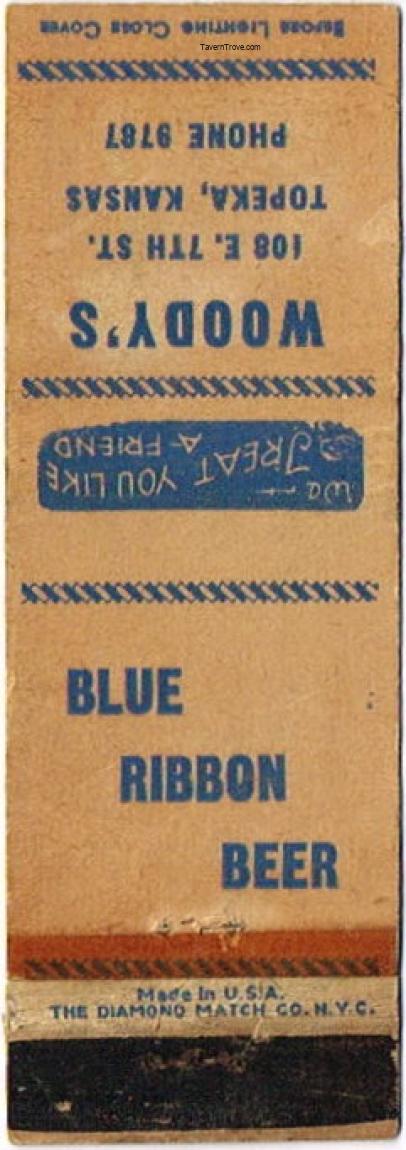 Before Lighting Close Cover
TavernTrove.com
PHONE 9787
TOPEKA, KANSAS
108 E. 7TH ST.
WOODY'S
We TREAT YOU LIKE
A FRIEND
BLUE
RIBBON
BEER
Made In U.S.A.
THE DIAMOND MATCH CO. N.Y.C.